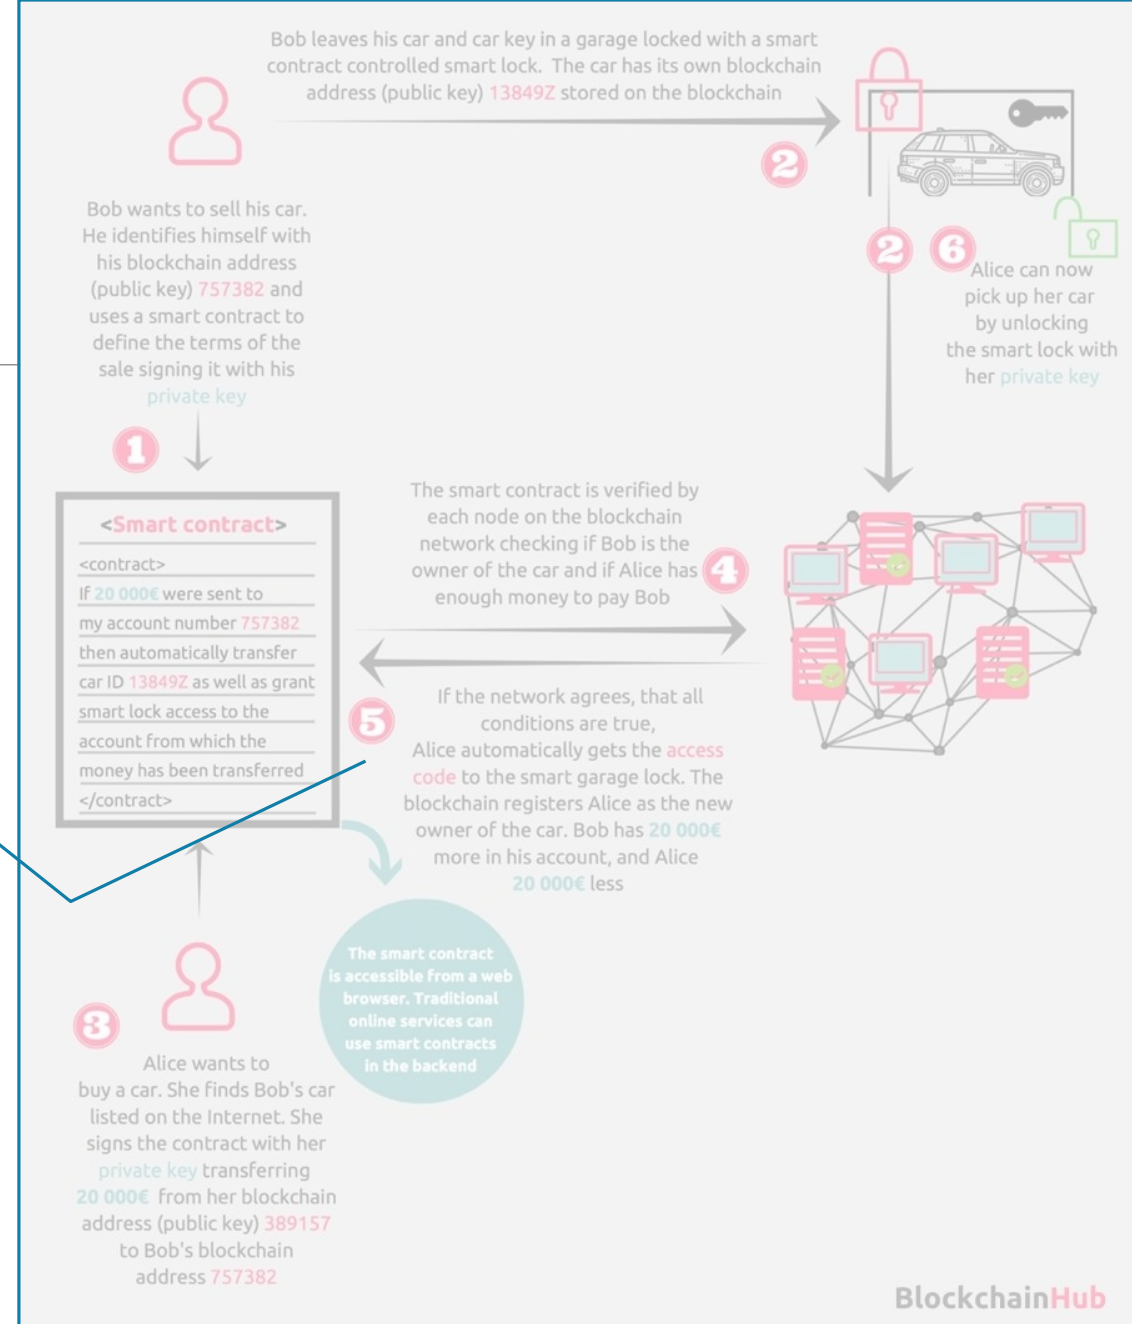 Bob leaves his car and car key in a garage locked with a smart
contract controlled smart lock. The car has its own blockchain
address (public key) 13849Z stored on the blockchain
2
Bob wants to sell his car.
He identifies himself with
his blockchain address
(public key) 757382 and
uses a smart contract to
define the terms of the
sale signing it with his
private key
1
2
6
Alice can now
pick up her car
by unlocking
the smart lock with
her private key
<Smart contract>
<contract>
If 20 000€ were sent to
my account number 757382
then automatically transfer
car ID 13849Z as well as grant
smart lock access to the
account from which the
money has been transferred
</contract>
The smart contract is verified by
each node on the blockchain
network checking if Bob is the
owner of the car and if Alice has
enough money to pay Bob
4
5
If the network agrees, that all
conditions are true,
Alice automatically gets the access
code to the smart garage lock. The
blockchain registers Alice as the new
owner of the car. Bob has 20 000€
more in his account, and Alice
20 000€ less
The smart contract
is accessible from a web
browser. Traditional
online services can
use smart contracts
in the backend
3
Alice wants to
buy a car. She finds Bob's car
listed on the Internet. She
signs the contract with her
private key transferring
20 000€ from her blockchain
address (public key) 389157
to Bob's blockchain
address 757382
BlockchainHub